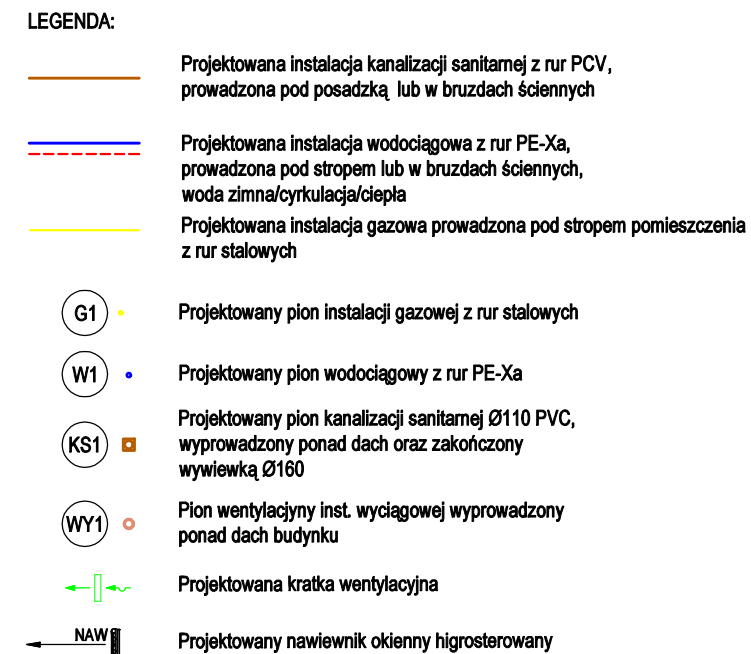 LEGENDA:
Projektowana instalacja kanalizacji sanitarnej z rur PCV,
prowadzona pod posadzką lub w bruzdach ściennych
Projektowana instalacja wodociągowa z rur PE-Xa,
prowadzona pod stropem lub w bruzdach ściennych,
woda zimna/cyrkulacja/ciepła
Projektowana instalacja gazowa prowadzona pod stropem pomieszczenia
z rur stalowych
G1 Projektowany pion instalacji gazowej z rur stalowych
W1 Projektowany pion wodociągowy z rur PE-Xa
Projektowany pion kanalizacji sanitarnej Ø110 PVC,
KS1 wyprowadzony ponad dach oraz zakończony
wywiewką Ø160
WY1 Pion wentylacjyny inst. wyciągowej wyprowadzony
ponad dach budynku
Projektowana kratka wentylacyjna
NAW Projektowany nawiewnik okienny higrosterowany